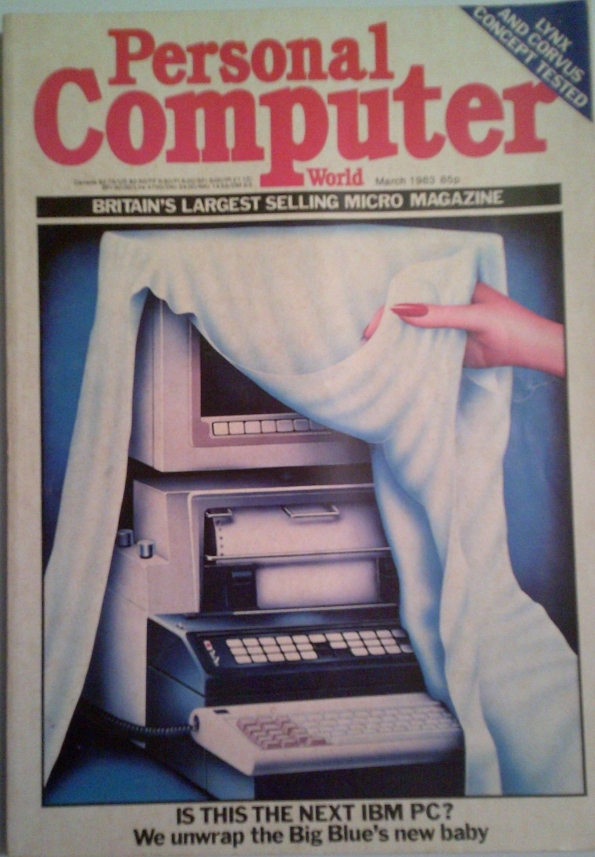 LYNX
AND CORVUS
CONCEPT TESTED
Personal
Computer
World March 1983 85p
BRITAIN'S LARGEST SELLING MICRO MAGAZINE
IS THIS THE NEXT IBM PC?
We unwrap the Big Blue's new baby